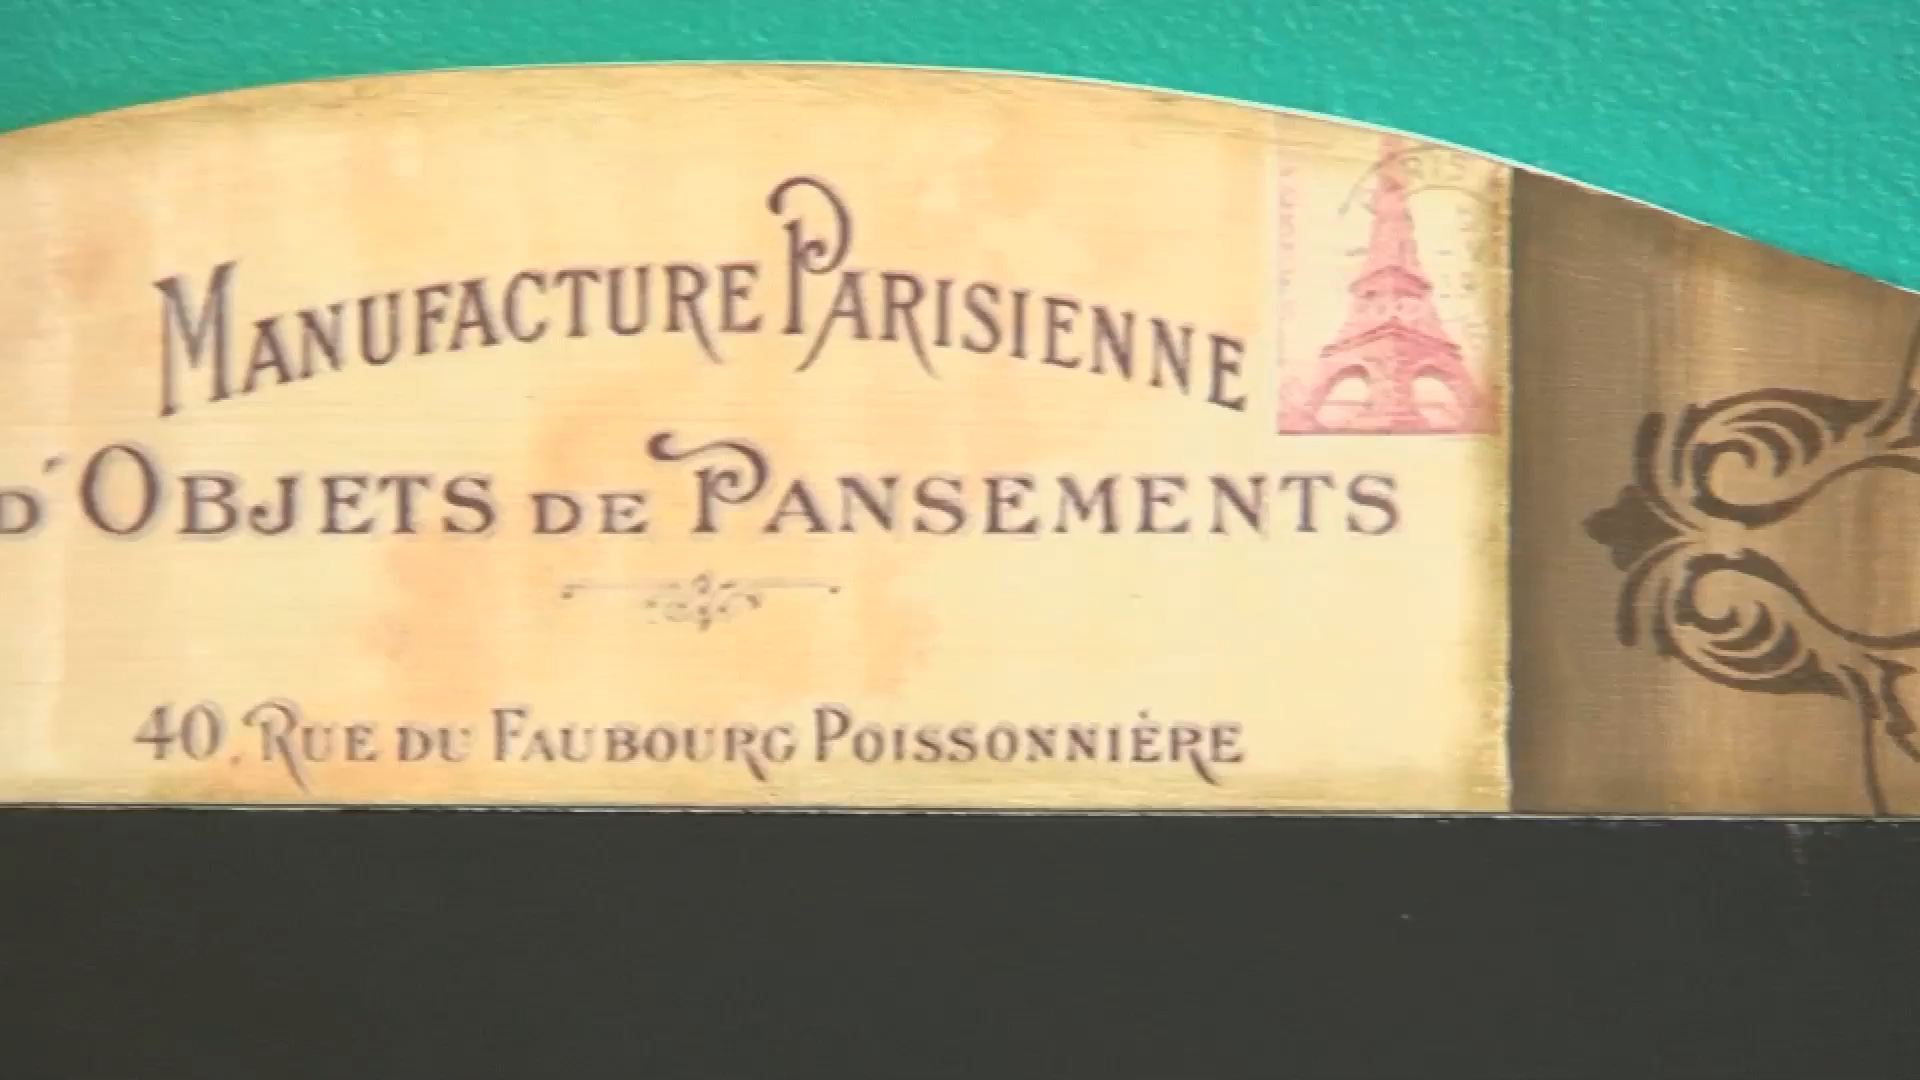 Manufacture Parisienne
d'Objets de Pansements
40, Rue du Faubourg Poissonnière